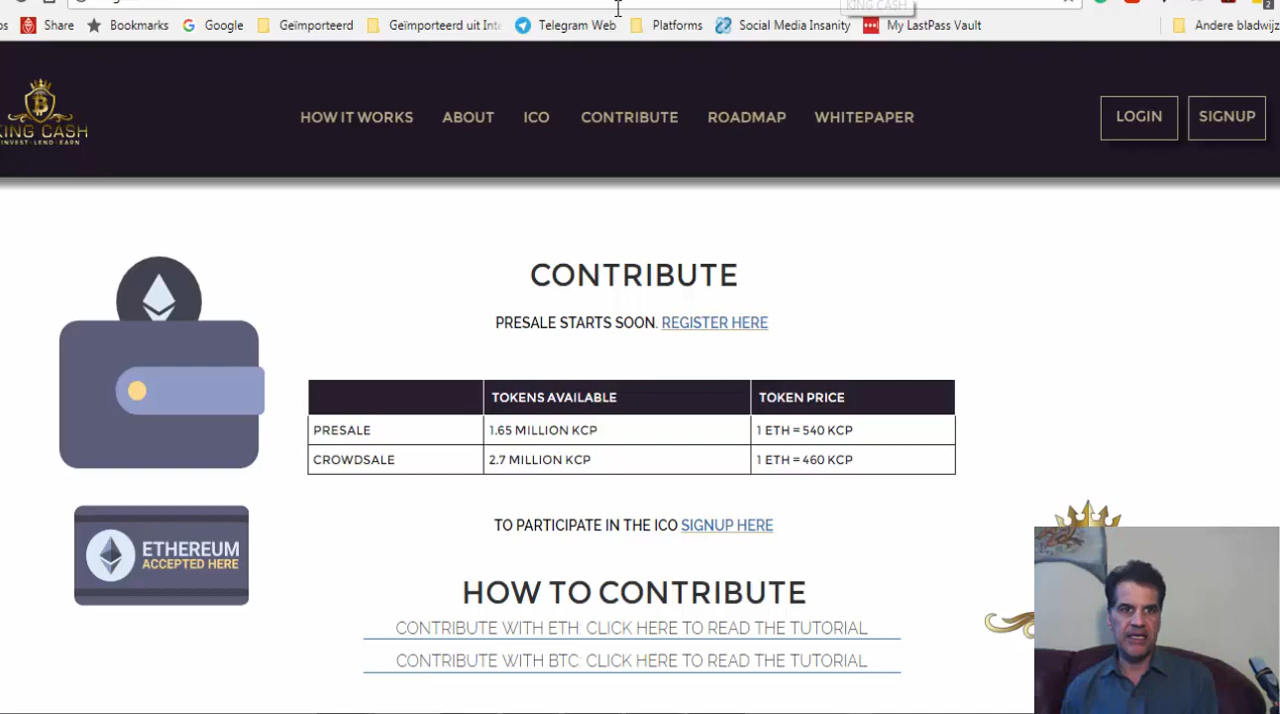 Share Bookmarks Google Geïmporteerd Geïmporteerd uit Inte Telegram Web Platforms Social Media Insanity My LastPass Vault Andere bladwijz
KING CASH
KING CASH
INVEST·LEND·EARN
HOW IT WORKS ABOUT ICO CONTRIBUTE ROADMAP WHITEPAPER LOGIN SIGNUP
CONTRIBUTE
PRESALE STARTS SOON. REGISTER HERE
TOKENS AVAILABLE TOKEN PRICE
PRESALE 1.65 MILLION KCP 1 ETH = 540 KCP
CROWDSALE 2.7 MILLION KCP 1 ETH = 460 KCP
TO PARTICIPATE IN THE ICO SIGNUP HERE
ETHEREUM
ACCEPTED HERE
HOW TO CONTRIBUTE
CONTRIBUTE WITH ETH: CLICK HERE TO READ THE TUTORIAL
CONTRIBUTE WITH BTC: CLICK HERE TO READ THE TUTORIAL